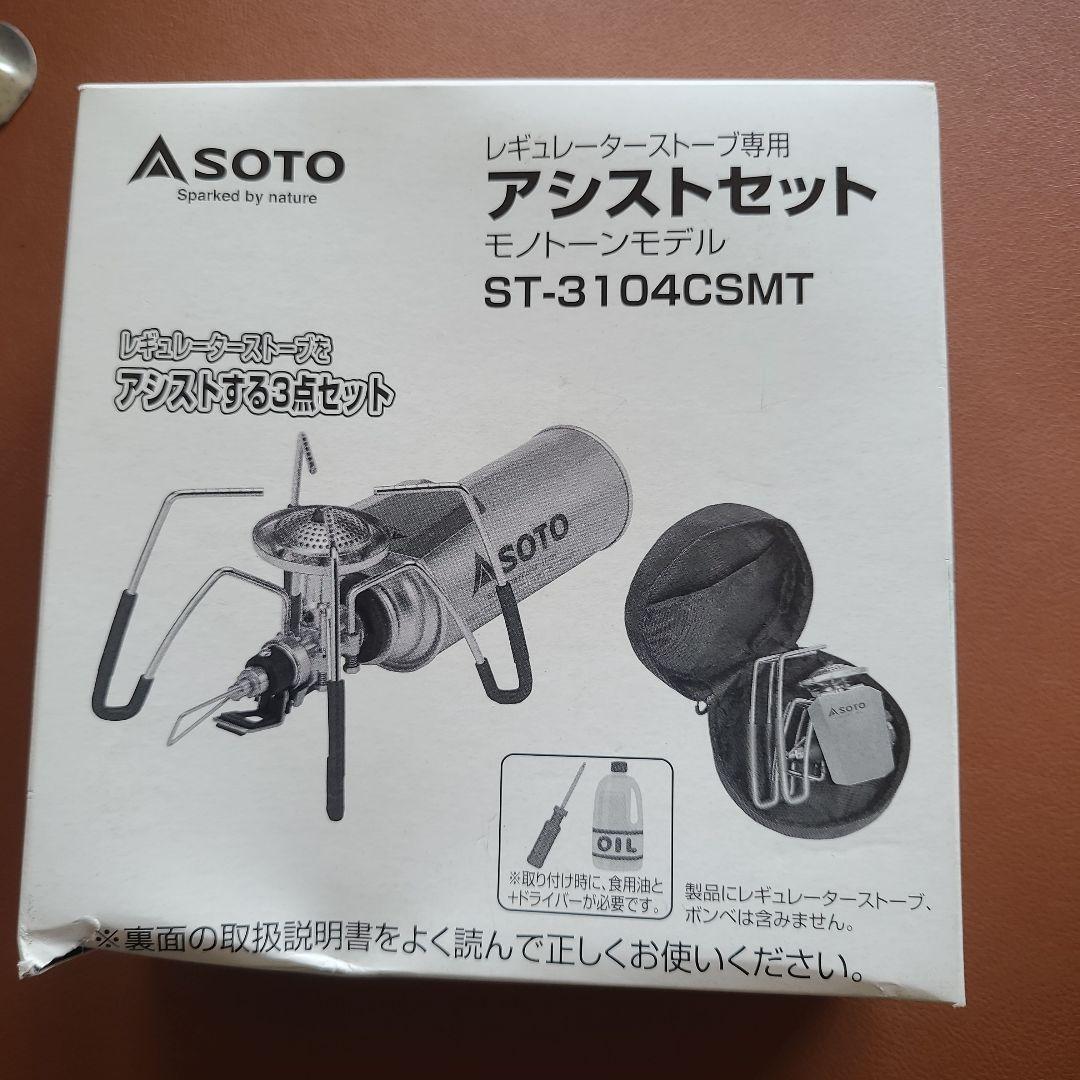 SOTO
Sparked by nature
レギュレーターストーブ専用
アシストセット
モノトーンモデル
ST-3104CSMT
レギュレーターストーブを
アシストする3点セット
SOTO
SOTO
OIL
※取り付け時に、食用油と
+ドライバーが必要です。
製品にレギュレーターストーブ、
ボンベは含みません。
※裏面の取扱説明書をよく読んで正しくお使いください。